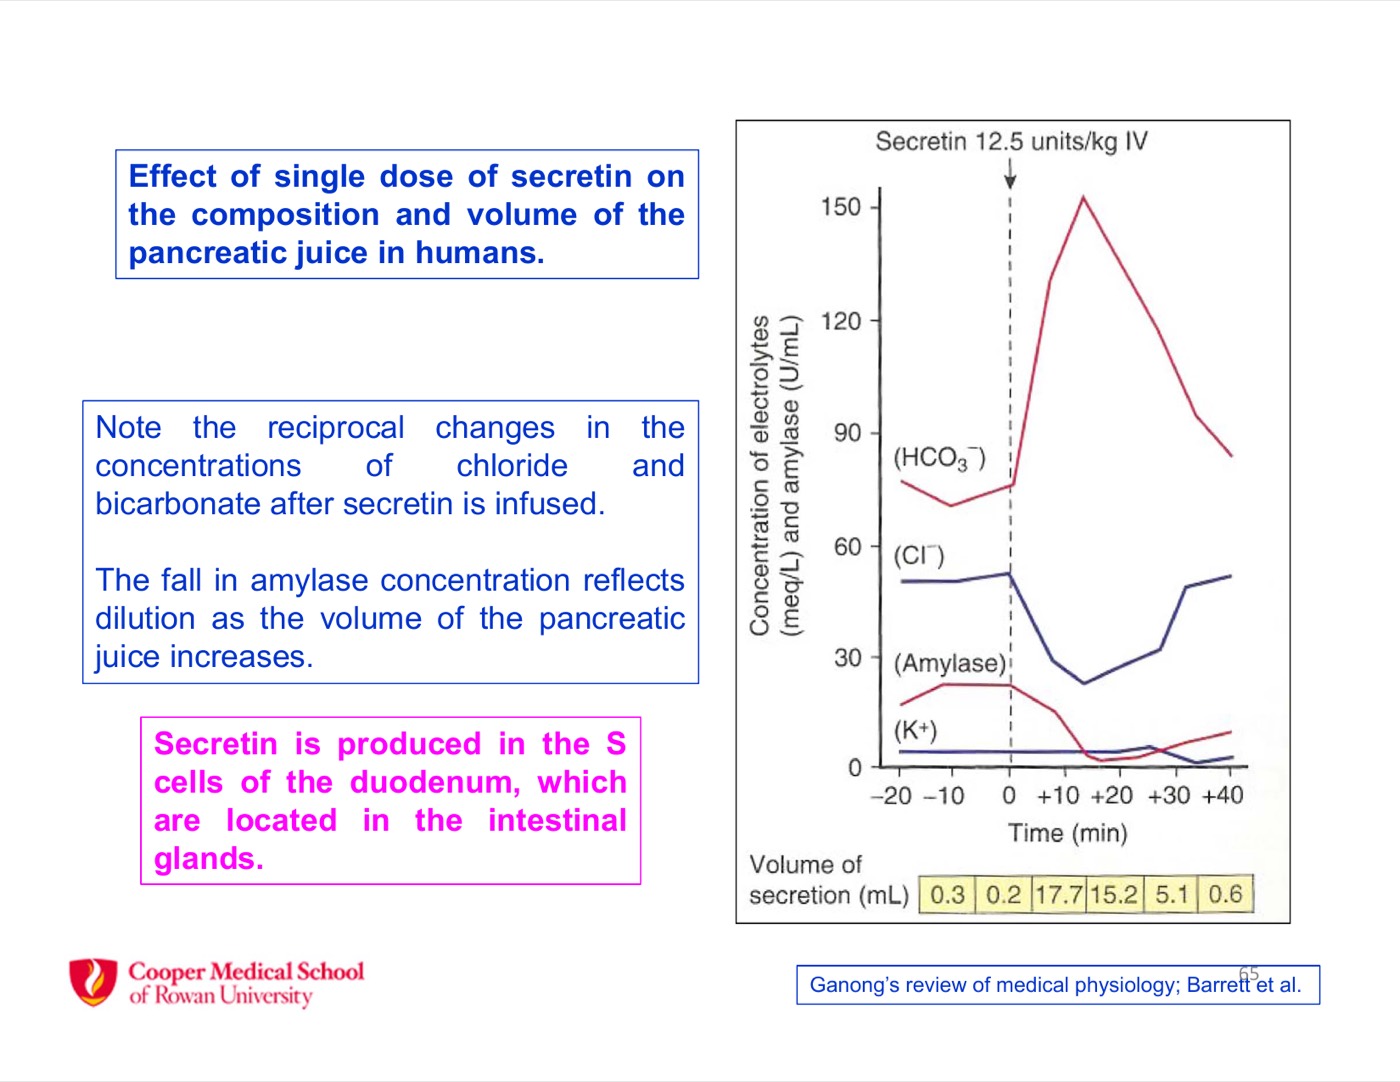 Effect of single dose of secretin on
the composition and volume of the
pancreatic juice in humans.
Note the reciprocal changes in the
concentrations of chloride and
bicarbonate after secretin is infused.
The fall in amylase concentration reflects
dilution as the volume of the pancreatic
juice increases.
Secretin is produced in the S
cells of the duodenum, which
are located in the intestinal
glands.
Secretin 12.5 units/kg IV
Concentration of electrolytes
(meq/L) and amylase (U/mL)
150
120
90
60
30
0
(HCO₃⁻)
(Cl⁻)
(Amylase)
(K⁺)
−20 −10 0 +10 +20 +30 +40
Time (min)
Volume of
secretion (mL) 0.3 0.2 17.7 15.2 5.1 0.6
Cooper Medical School
of Rowan University
65
Ganong’s review of medical physiology; Barrett et al.